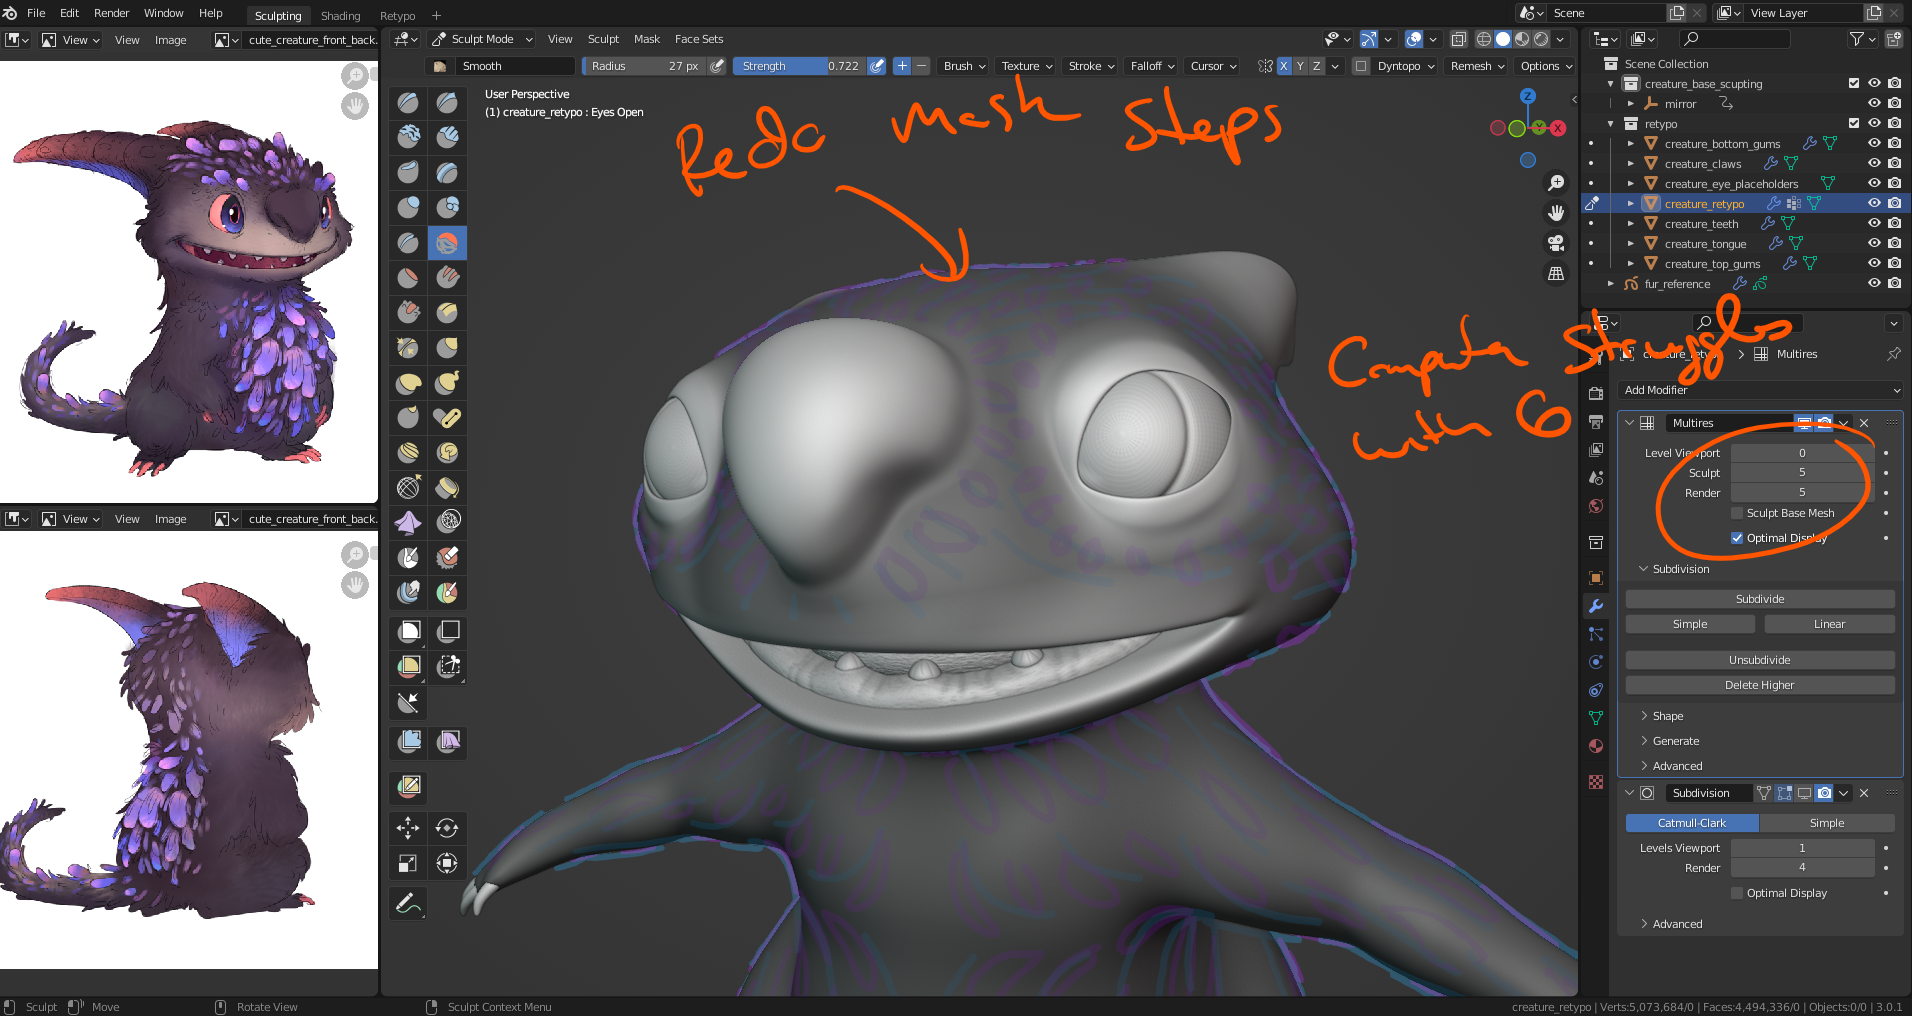 File Edit Render Window Help Sculpting Shading Retypo + Scene View Layer
View View Image cute_creature_front_back.
Sculpt Mode View Sculpt Mask Face Sets
Smooth Radius 27 px Strength 0.722 + − Brush Texture Stroke Falloff Cursor X Y Z Dyntopo Remesh Options
User Perspective
(1) creature_retypo : Eyes Open
Z
Y X
Redo mask steps
Computer struggles
with 6
Scene Collection
creature_base_scupting
mirror
retypo
creature_bottom_gums
creature_claws
creature_eye_placeholders
creature_retypo
creature_teeth
creature_tongue
creature_top_gums
fur_reference
Multires
Add Modifier
Multires
Level Viewport 0
Sculpt 5
Render 5
Sculpt Base Mesh
Optimal Display
Subdivision
Subdivide
Simple Linear
Unsubdivide
Delete Higher
Shape
Generate
Advanced
Subdivision
Catmull-Clark Simple
Levels Viewport 1
Render 4
Optimal Display
Advanced
View View Image cute_creature_front_back.
Sculpt Move Rotate View Sculpt Context Menu
creature_retypo | Verts:5,073,684/0 | Faces:4,494,336/0 | Objects:0/0 | 3.0.1